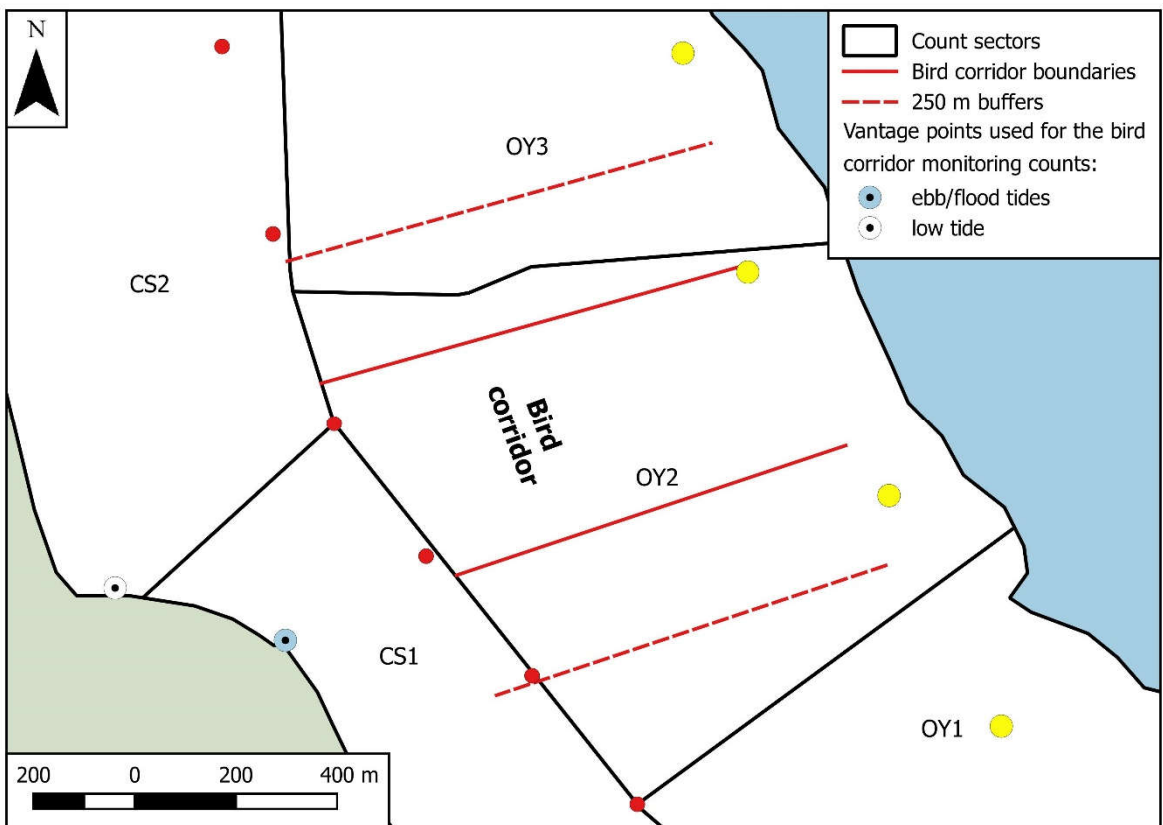 N
Count sectors
Bird corridor boundaries
250 m buffers
Vantage points used for the bird
corridor monitoring counts:
ebb/flood tides
low tide
OY3
CS2
Bird
corridor
OY2
CS1
OY1
200 0 200 400 m